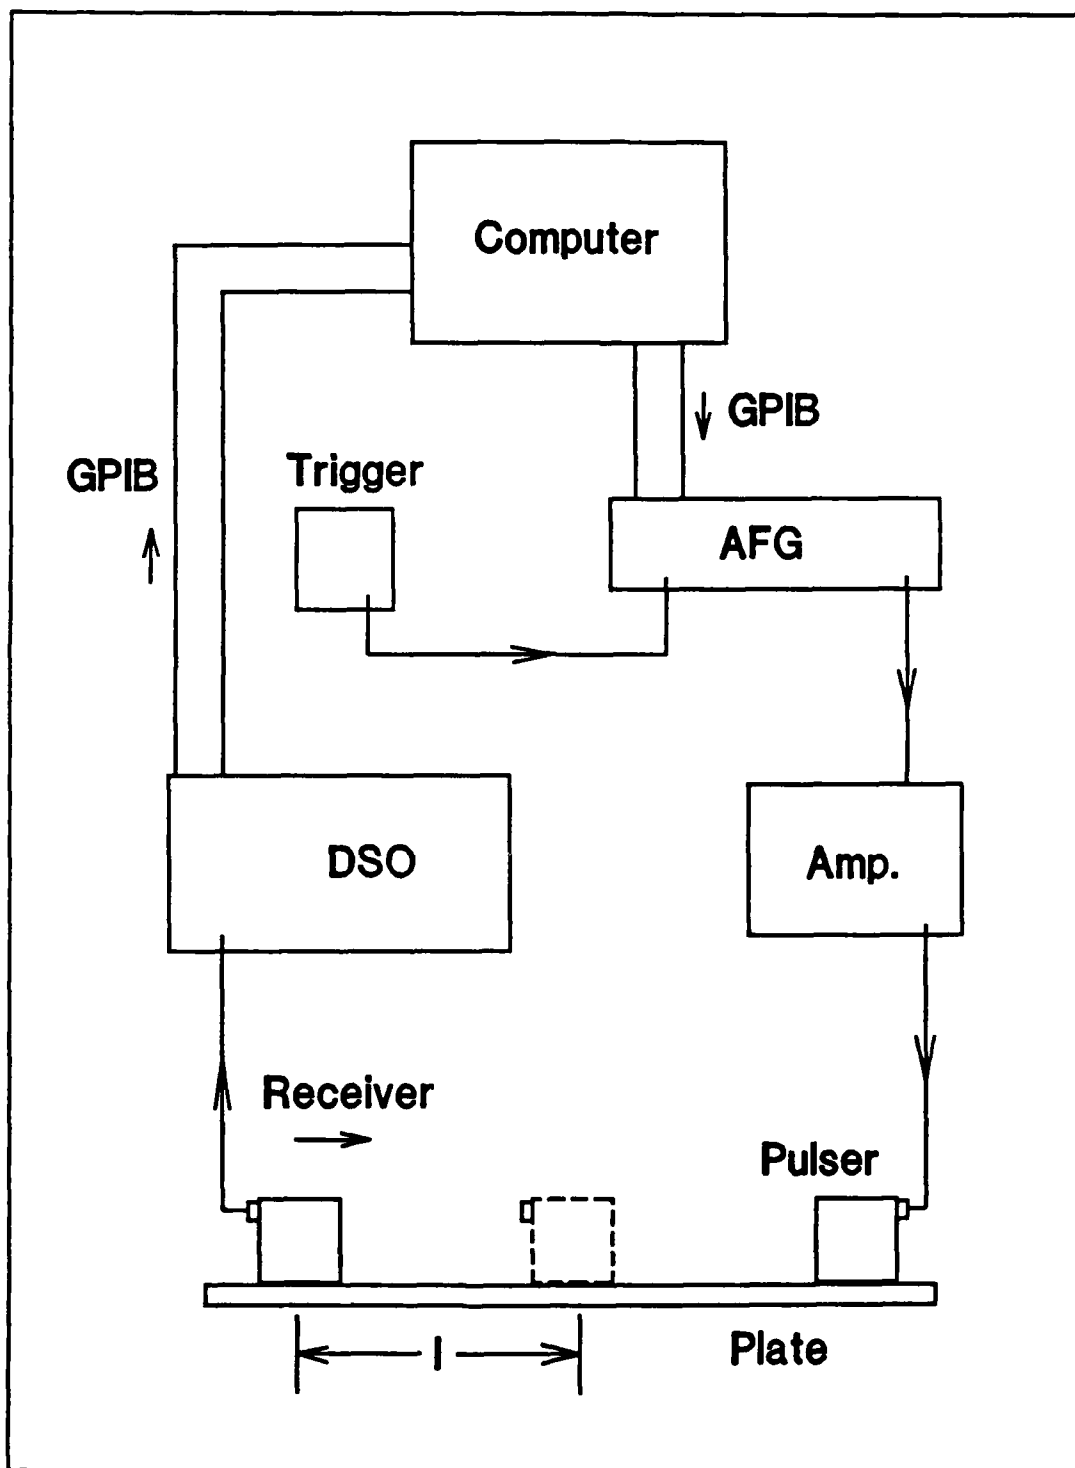 Computer
GPIB
GPIB
Trigger
AFG
DSO
Amp.
Receiver
Pulser
l
Plate